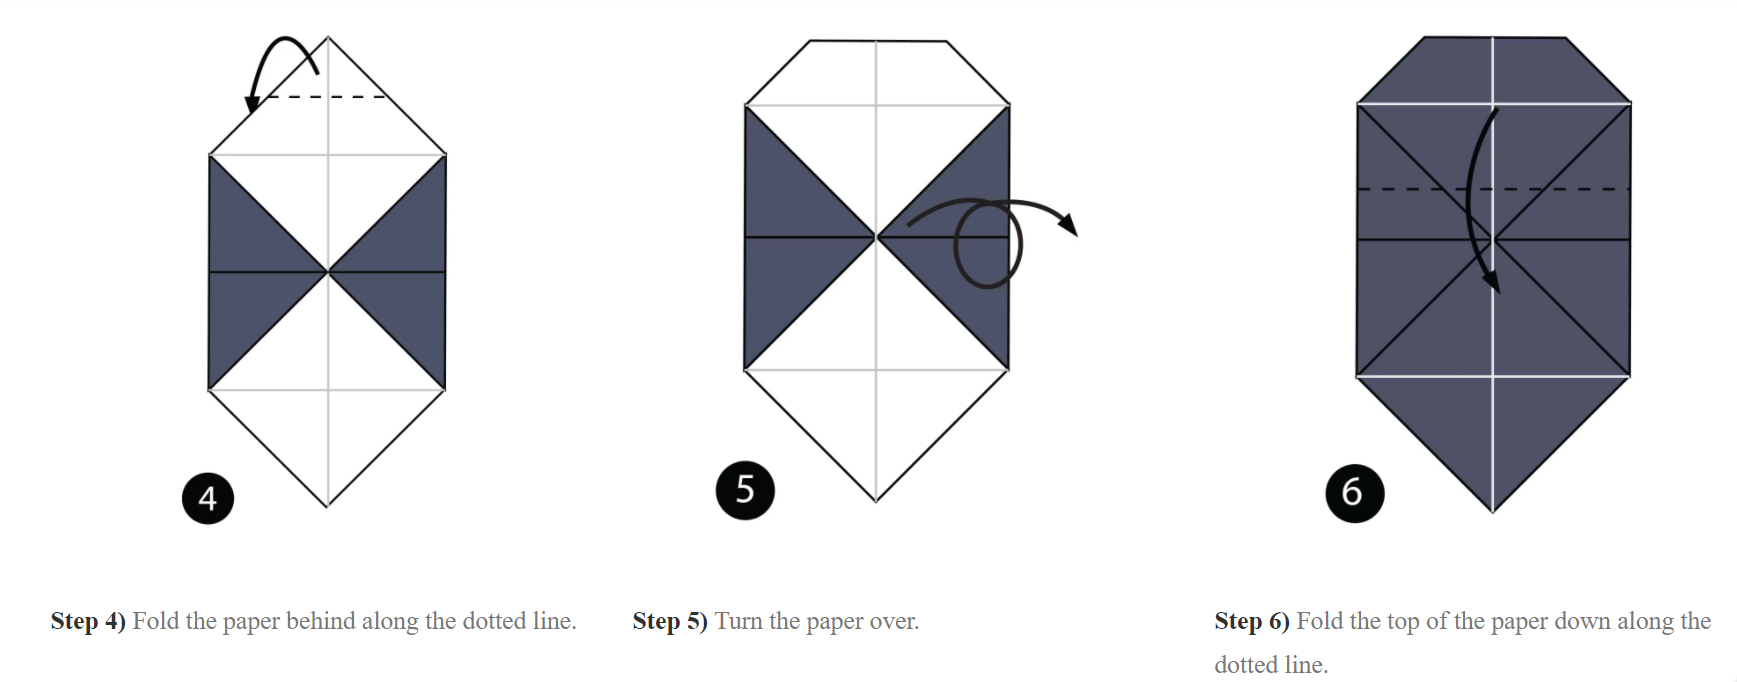 4
5
6
Step 4) Fold the paper behind along the dotted line.
Step 5) Turn the paper over.
Step 6) Fold the top of the paper down along the
dotted line.